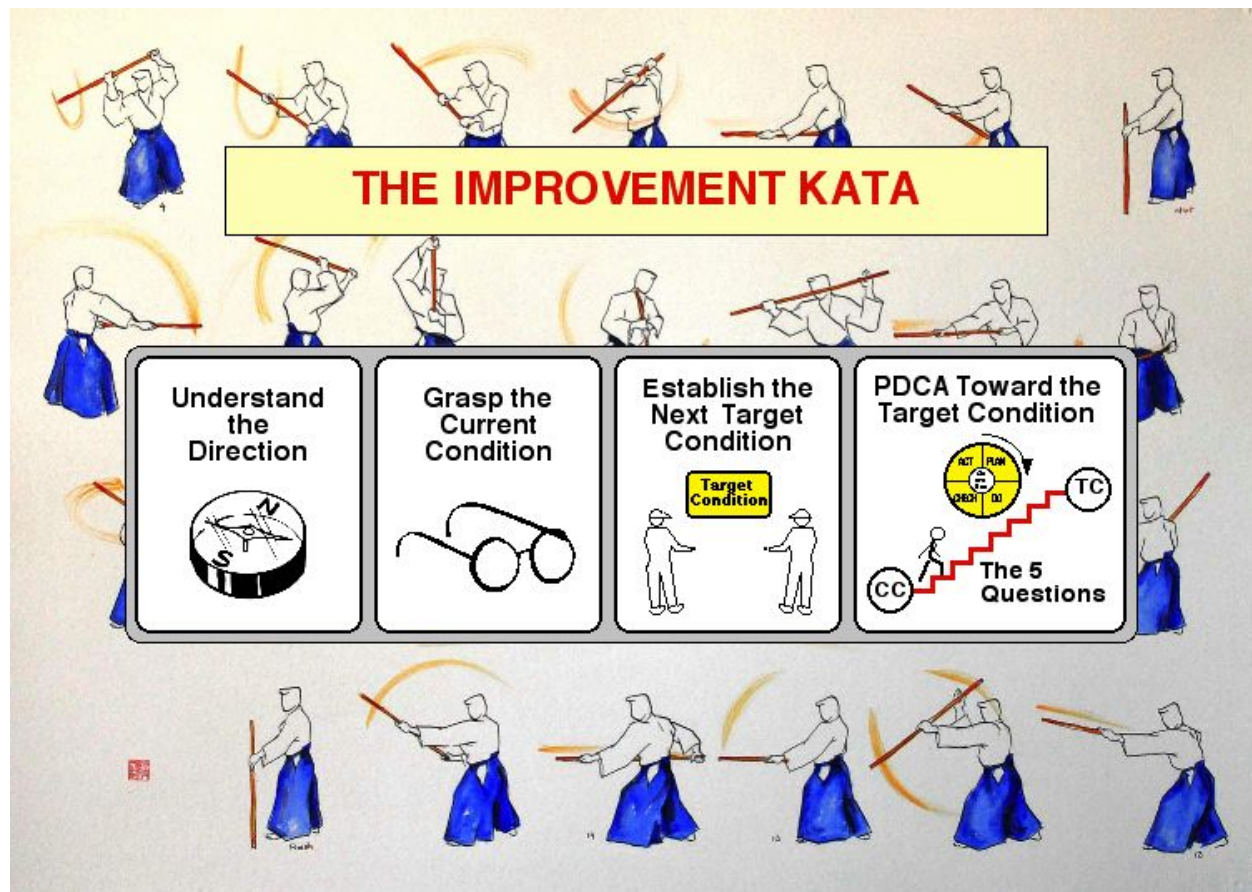 4
THE IMPROVEMENT KATA
Understand
the
Direction
N
S
Grasp the
Current
Condition
Establish the
Next Target
Condition
Target
Condition
PDCA Toward the
Target Condition
ACT PLAN
CHECK DO
TC
CC
The 5
Questions